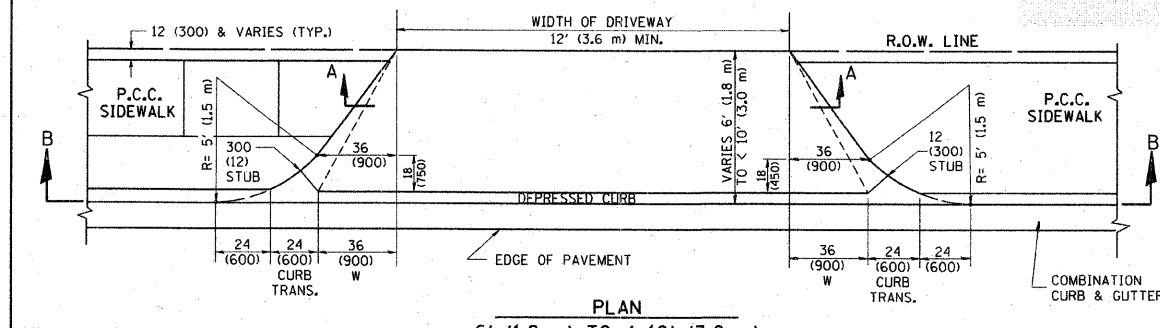 WIDTH OF DRIVEWAY
12' (3.6 m) MIN.
12 (300) & VARIES (TYP.)
R.O.W. LINE
A
A
P.C.C.
SIDEWALK
P.C.C.
SIDEWALK
R= 5' (1.5 m)
300
(12)
STUB
36
(900)
18
(750)
VARIES 6' (1.8 m)
TO < 10' (3.0 m)
36
(900)
18
(450)
12
(300)
STUB
R= 5' (1.5 m)
B
B
DEPRESSED CURB
24
(600)
24
(600)
CURB
TRANS.
36
(900)
W
EDGE OF PAVEMENT
36
(900)
W
24
(600)
CURB
TRANS.
24
(600)
COMBINATION
CURB & GUTTER
PLAN